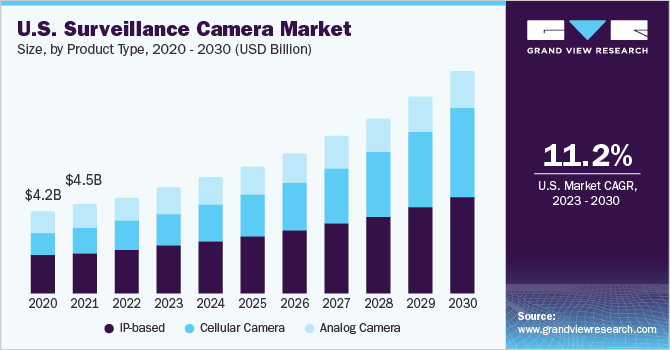 U.S. Surveillance Camera Market
Size, by Product Type, 2020 - 2030 (USD Billion)
$4.2B
$4.5B
2020 2021 2022 2023 2024 2025 2026 2027 2028 2029 2030
IP-based Cellular Camera Analog Camera
GRAND VIEW RESEARCH
11.2%
U.S. Market CAGR,
2023 - 2030
Source:
www.grandviewresearch.com